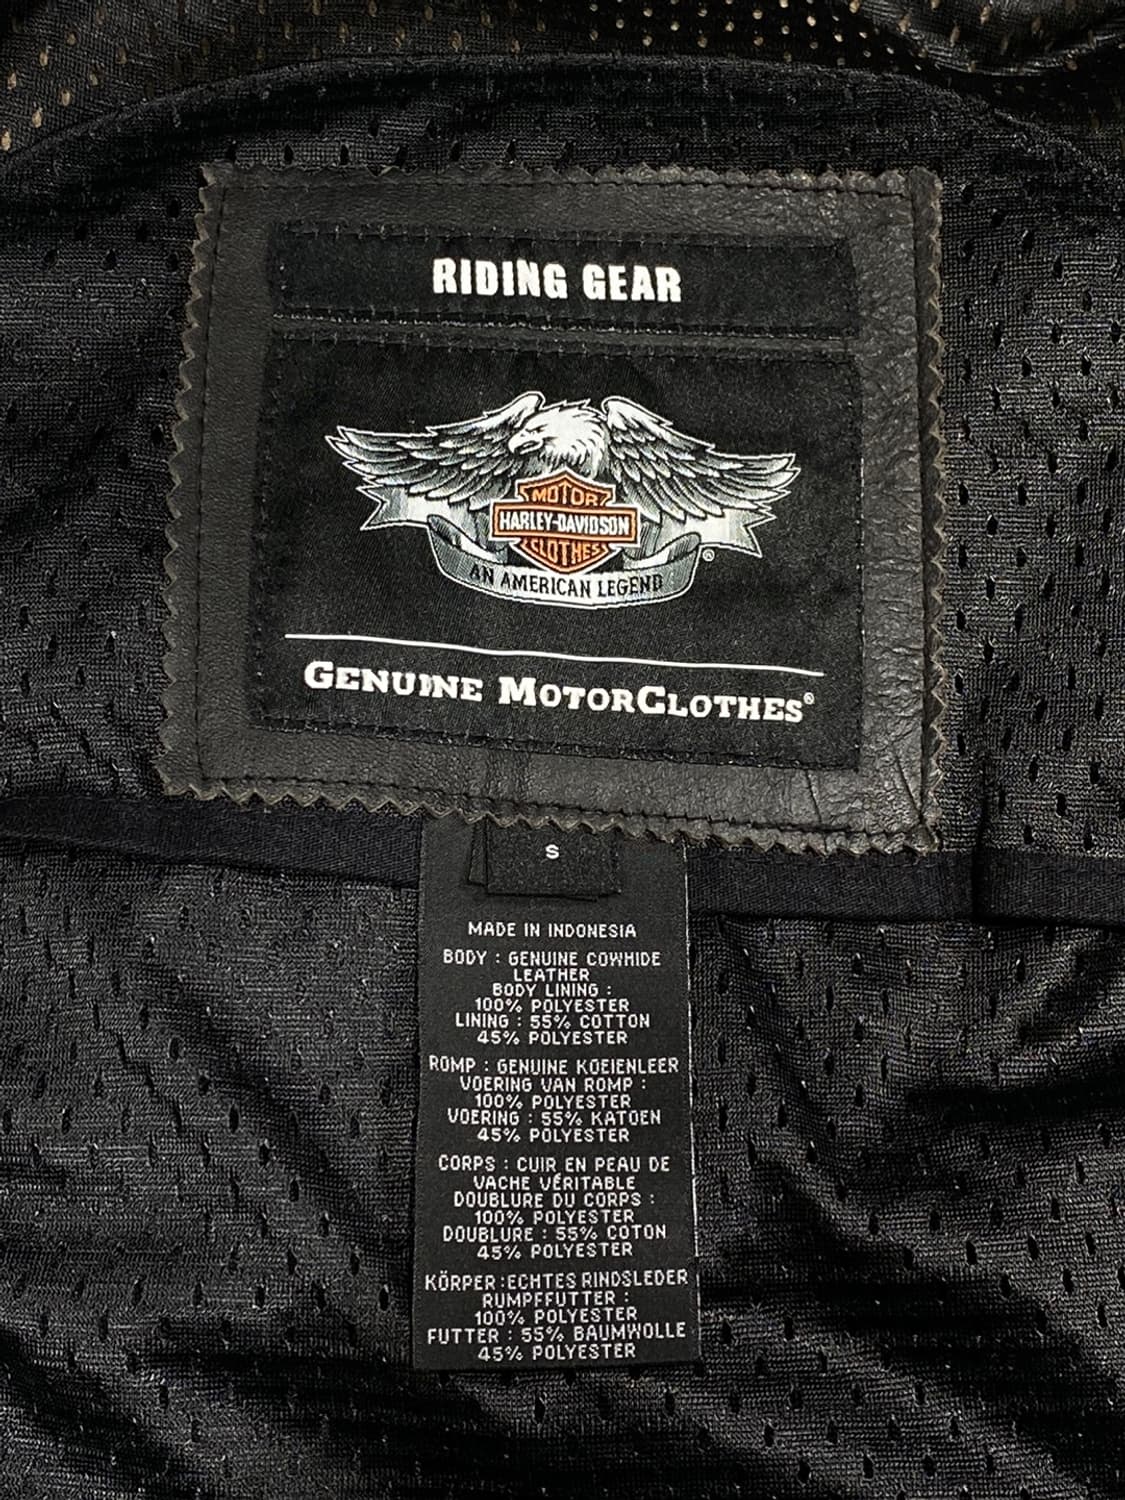 RIDING GEAR
MOTOR
HARLEY-DAVIDSON
CLOTHES
®
AN AMERICAN LEGEND
GENUINE MOTORCLOTHES®
S
MADE IN INDONESIA
BODY : GENUINE COWHIDE
LEATHER
BODY LINING :
100% POLYESTER
LINING : 55% COTTON
45% POLYESTER
ROMP : GENUINE KOEIENLEER
VOERING VAN ROMP :
100% POLYESTER
VOERING : 55% KATOEN
45% POLYESTER
CORPS : CUIR EN PEAU DE
VACHE VÉRITABLE
DOUBLURE DU CORPS :
100% POLYESTER
DOUBLURE : 55% COTON
45% POLYESTER
KÖRPER :ECHTES RINDSLEDER
RUMPFFUTTER :
100% POLYESTER
FUTTER : 55% BAUMWOLLE
45% POLYESTER